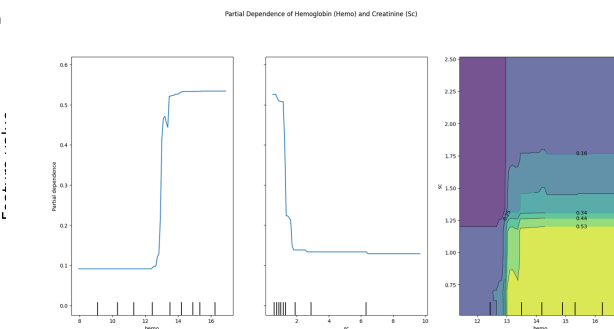 Partial Dependence of Hemoglobin (Hemo) and Creatinine (Sc)
Partial dependence
0.6
0.5
0.4
0.3
0.2
0.1
0.0
8 10 12 14 16
hemo
2 4 6 8 10
sc
sc
2.50
2.25
2.00
1.75
1.50
1.25
1.00
0.75
0.16
0.34
0.44
0.53
12 13 14 15 16
hemo